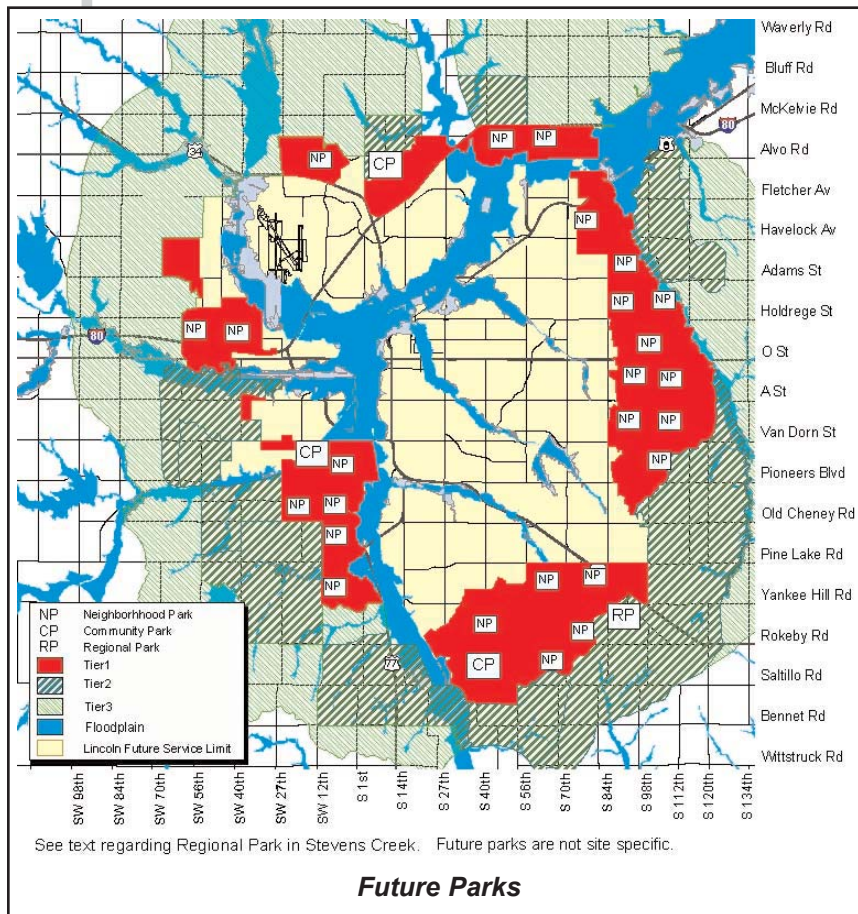 Waverly Rd
Bluff Rd
McKelvie Rd
80
NP
NP
34
NP
CP
Alvo Rd
Fletcher Av
NP
Havelock Av
NP
Adams St
NP
NP
Holdrege St
NP
NP
80
NP
O St
NP
NP
A St
NP
NP
Van Dorn St
CP
NP
NP
Pioneers Blvd
NP
NP
Old Cheney Rd
NP
Pine Lake Rd
NP
NP
NP
Yankee Hill Rd
NP
NP
RP
Rokeby Rd
77
CP
NP
Saltillo Rd
Bennet Rd
Wittstruck Rd
NP Neighborhhood Park
CP Community Park
RP Regional Park
Tier1
Tier2
Tier3
Floodplain
Lincoln Future Service Limit
SW 98th
SW 84th
SW 70th
SW 56th
SW 40th
SW 27th
SW 12th
S 1st
S 14th
S 27th
S 40th
S 56th
S 70th
S 84th
S 98th
S 112th
S 120th
S 134th
See text regarding Regional Park in Stevens Creek. Future parks are not site specific.
Future Parks